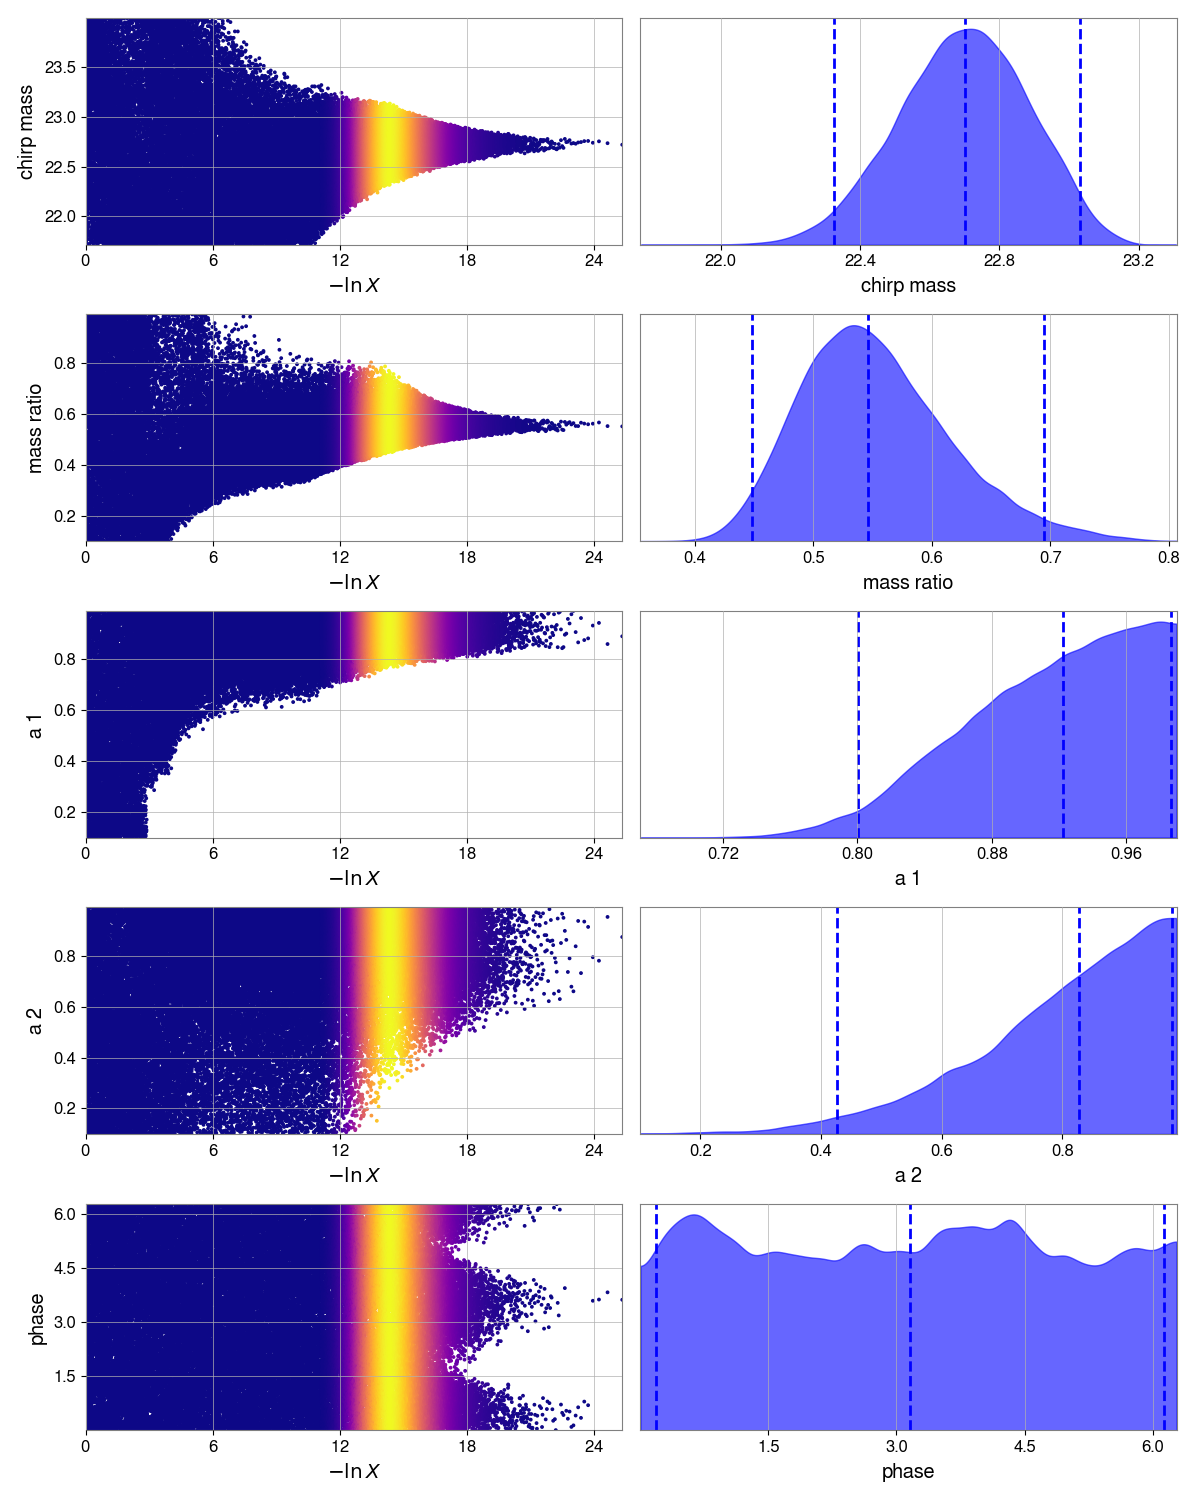 23.5
23.0
22.5
22.0
chirp mass
0 6 12 18 24
−ln X
22.0 22.4 22.8 23.2
chirp mass
0.8
0.6
0.4
0.2
mass ratio
0 6 12 18 24
−ln X
0.4 0.5 0.6 0.7 0.8
mass ratio
0.8
0.6
0.4
0.2
a 1
0 6 12 18 24
−ln X
0.72 0.80 0.88 0.96
a 1
0.8
0.6
0.4
0.2
a 2
0 6 12 18 24
−ln X
0.2 0.4 0.6 0.8
a 2
6.0
4.5
3.0
1.5
phase
0 6 12 18 24
−ln X
1.5 3.0 4.5 6.0
phase